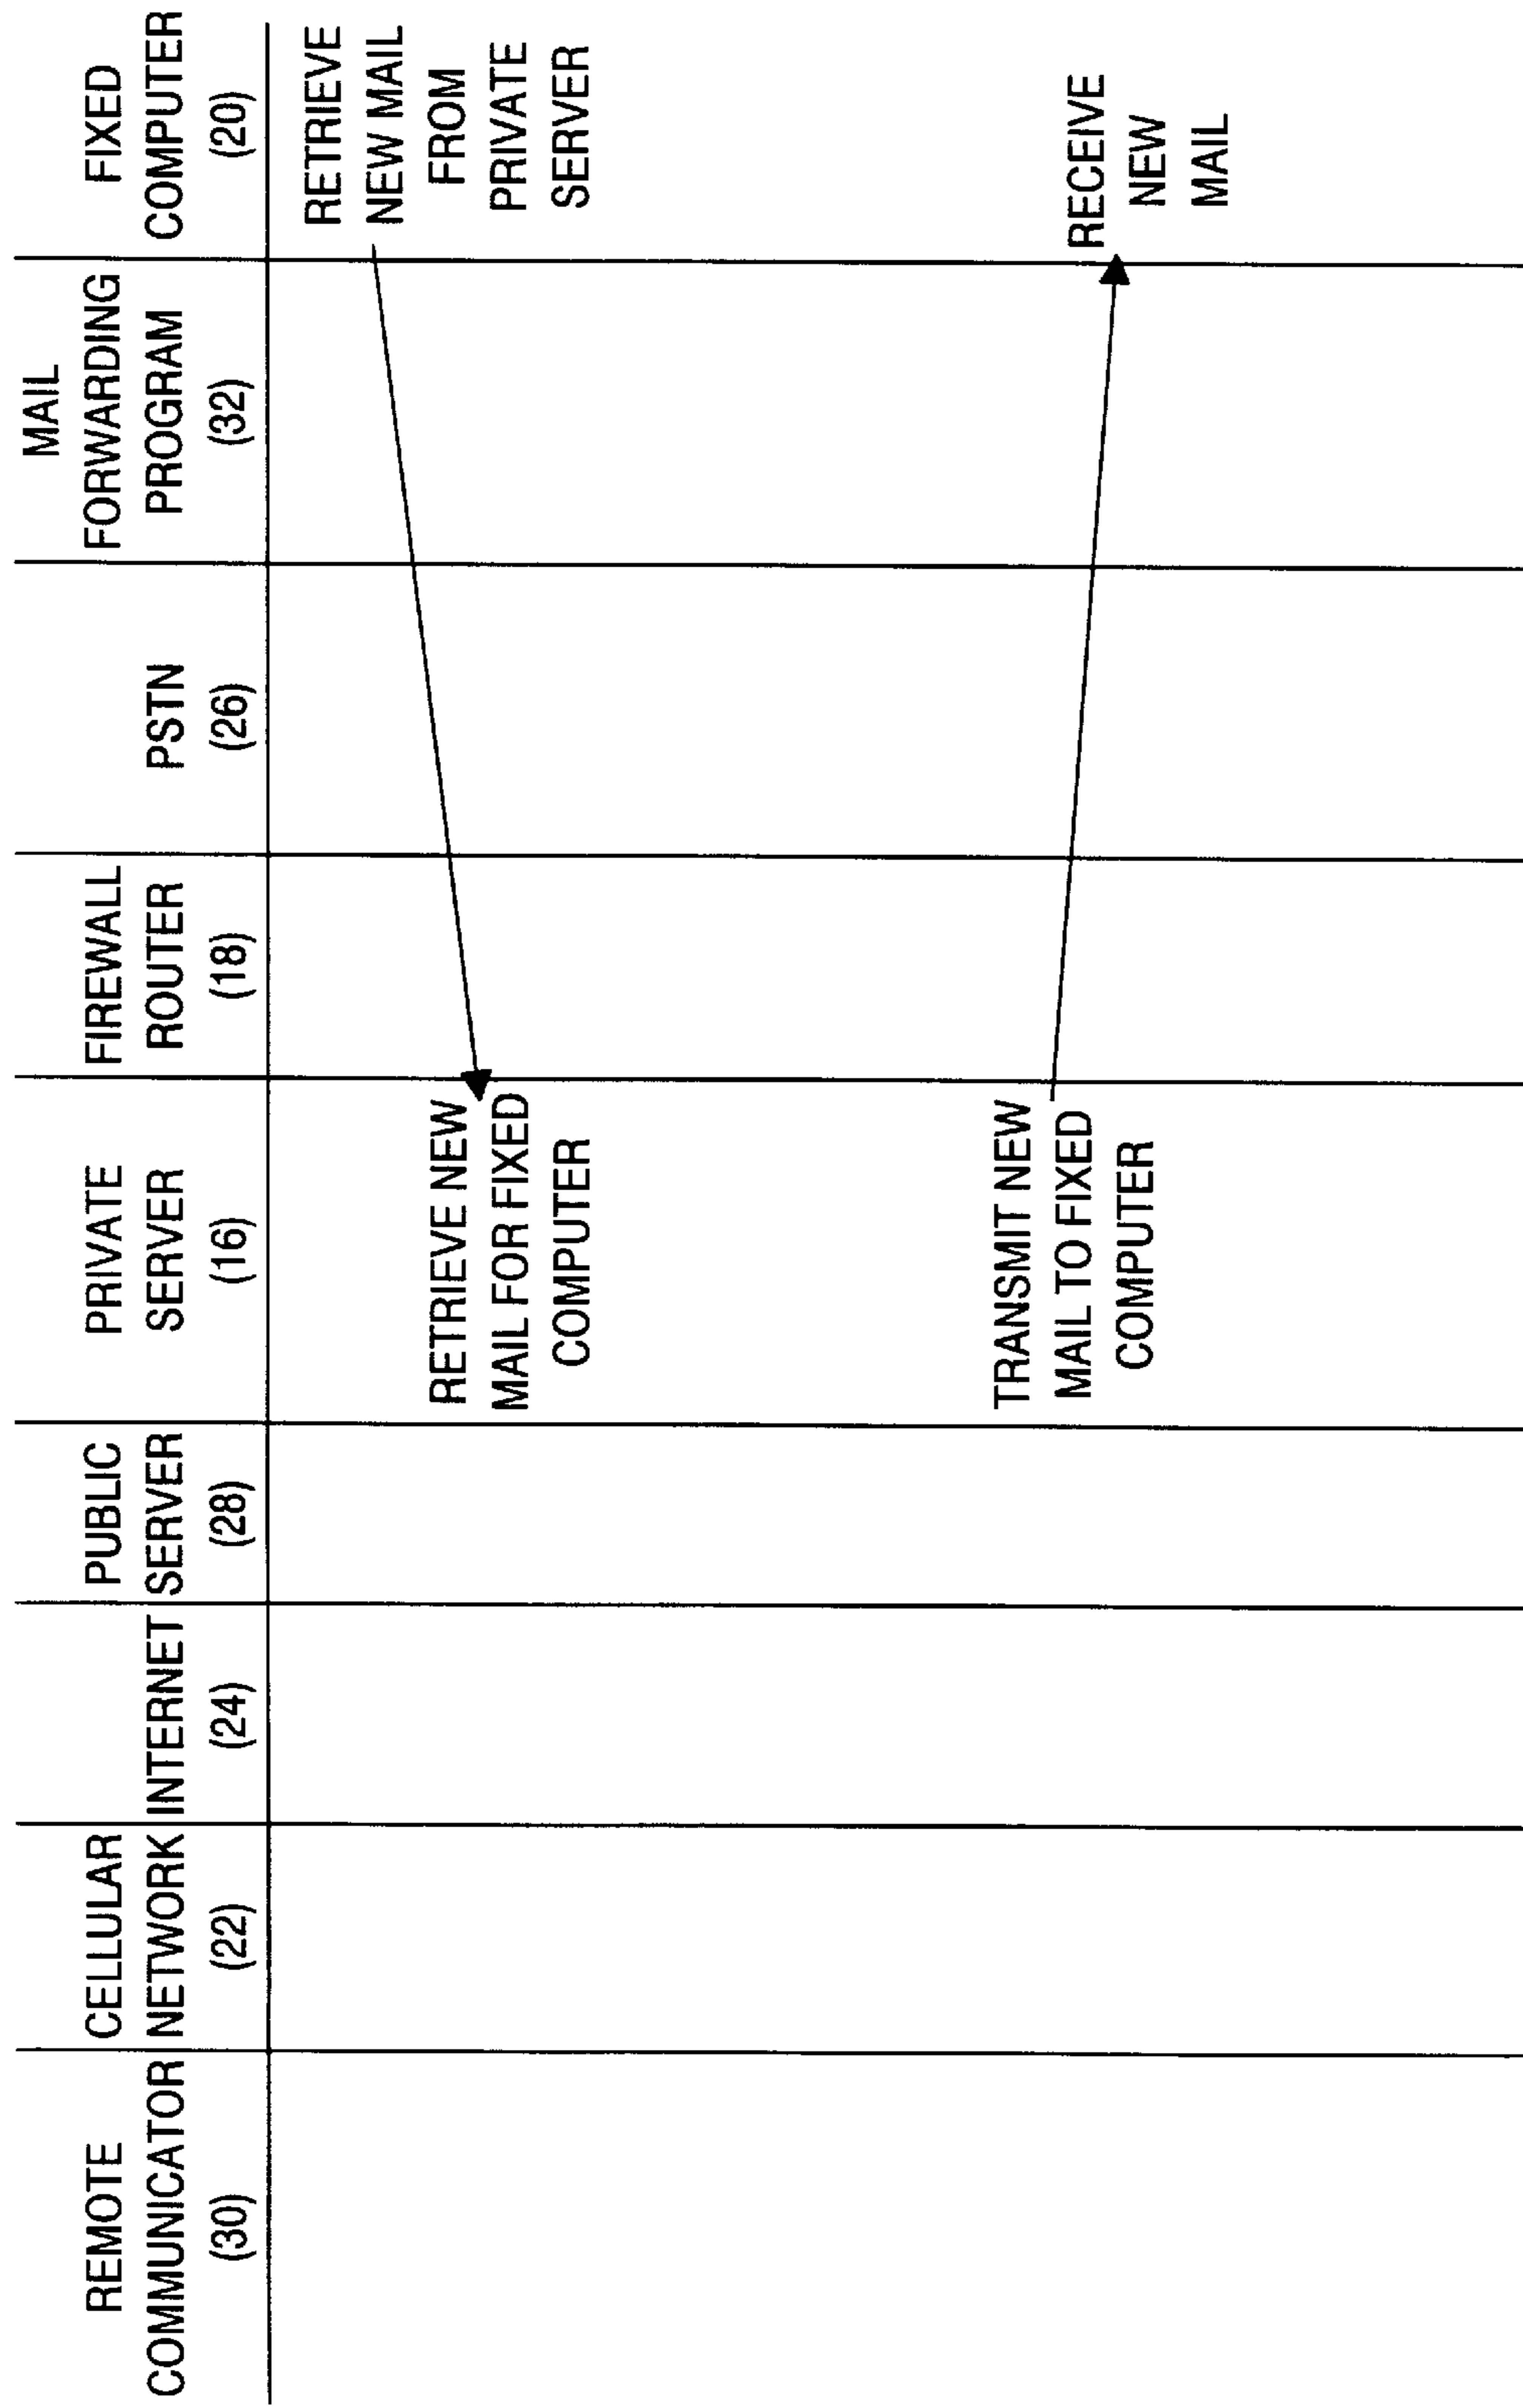 REMOTE
COMMUNICATOR
(30)
CELLULAR
NETWORK
(22)
INTERNET
(24)
PUBLIC
SERVER
(28)
PRIVATE
SERVER
(16)
FIREWALL
ROUTER
(18)
PSTN
(26)
MAIL
FORWARDING
PROGRAM
(32)
FIXED
COMPUTER
(20)
RETRIEVE
NEW MAIL
FROM
PRIVATE
SERVER
RETRIEVE NEW
MAIL FOR FIXED
COMPUTER
TRANSMIT NEW
MAIL TO FIXED
COMPUTER
RECEIVE
NEW
MAIL